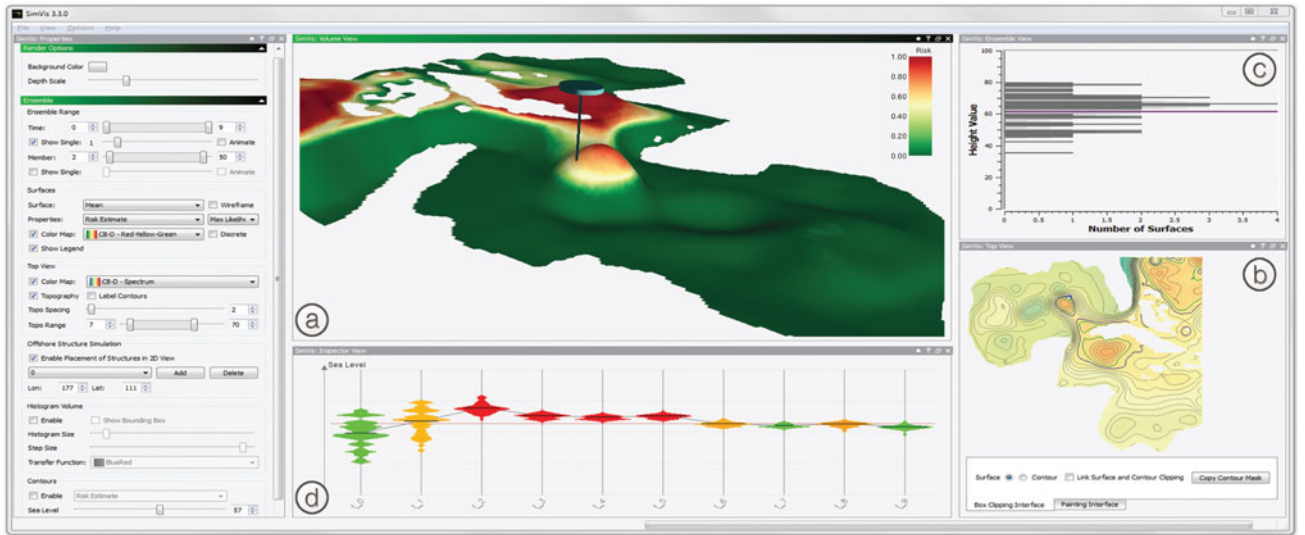 SimVis 3.3.0
File View Options Help
SimVis: Properties
Render Options
Background Color
Depth Scale
Ensemble
Ensemble Range
Time: 0 9
Show Single: 1 Animate
Member: 2 50
Show Single: Animate
Surfaces
Surface: Mean Wireframe
Properties: Risk Estimate Max Likeliho
Color Map: CB-D - Red-Yellow-Green Discrete
Show Legend
Top View
Color Map: CB-D - Spectrum
Topography Label Contours
Topo Spacing 2
Topo Range 7 70
Offshore Structure Simulation
Enable Placement of Structures in 2D View
0 Add Delete
Lon: 177 Lat: 111
Histogram Volume
Enable Show Bounding Box
Histogram Size
Step Size
Transfer Function: BlueRed
Contours
Enable Risk Estimate
Sea Level 57
SimVis: Volume View
Risk
1.00
0.80
0.60
0.40
0.20
0.00
a
SimVis: Inspector View
Sea Level
d
SimVis: Ensemble View
c
Height Value
100
80
60
40
20
0
0 0.5 1 1.5 2 2.5 3 3.5 4
Number of Surfaces
SimVis: Top View
b
Surface Contour Link Surface and Contour Clipping Copy Contour Mask
Box Clipping Interface Painting Interface